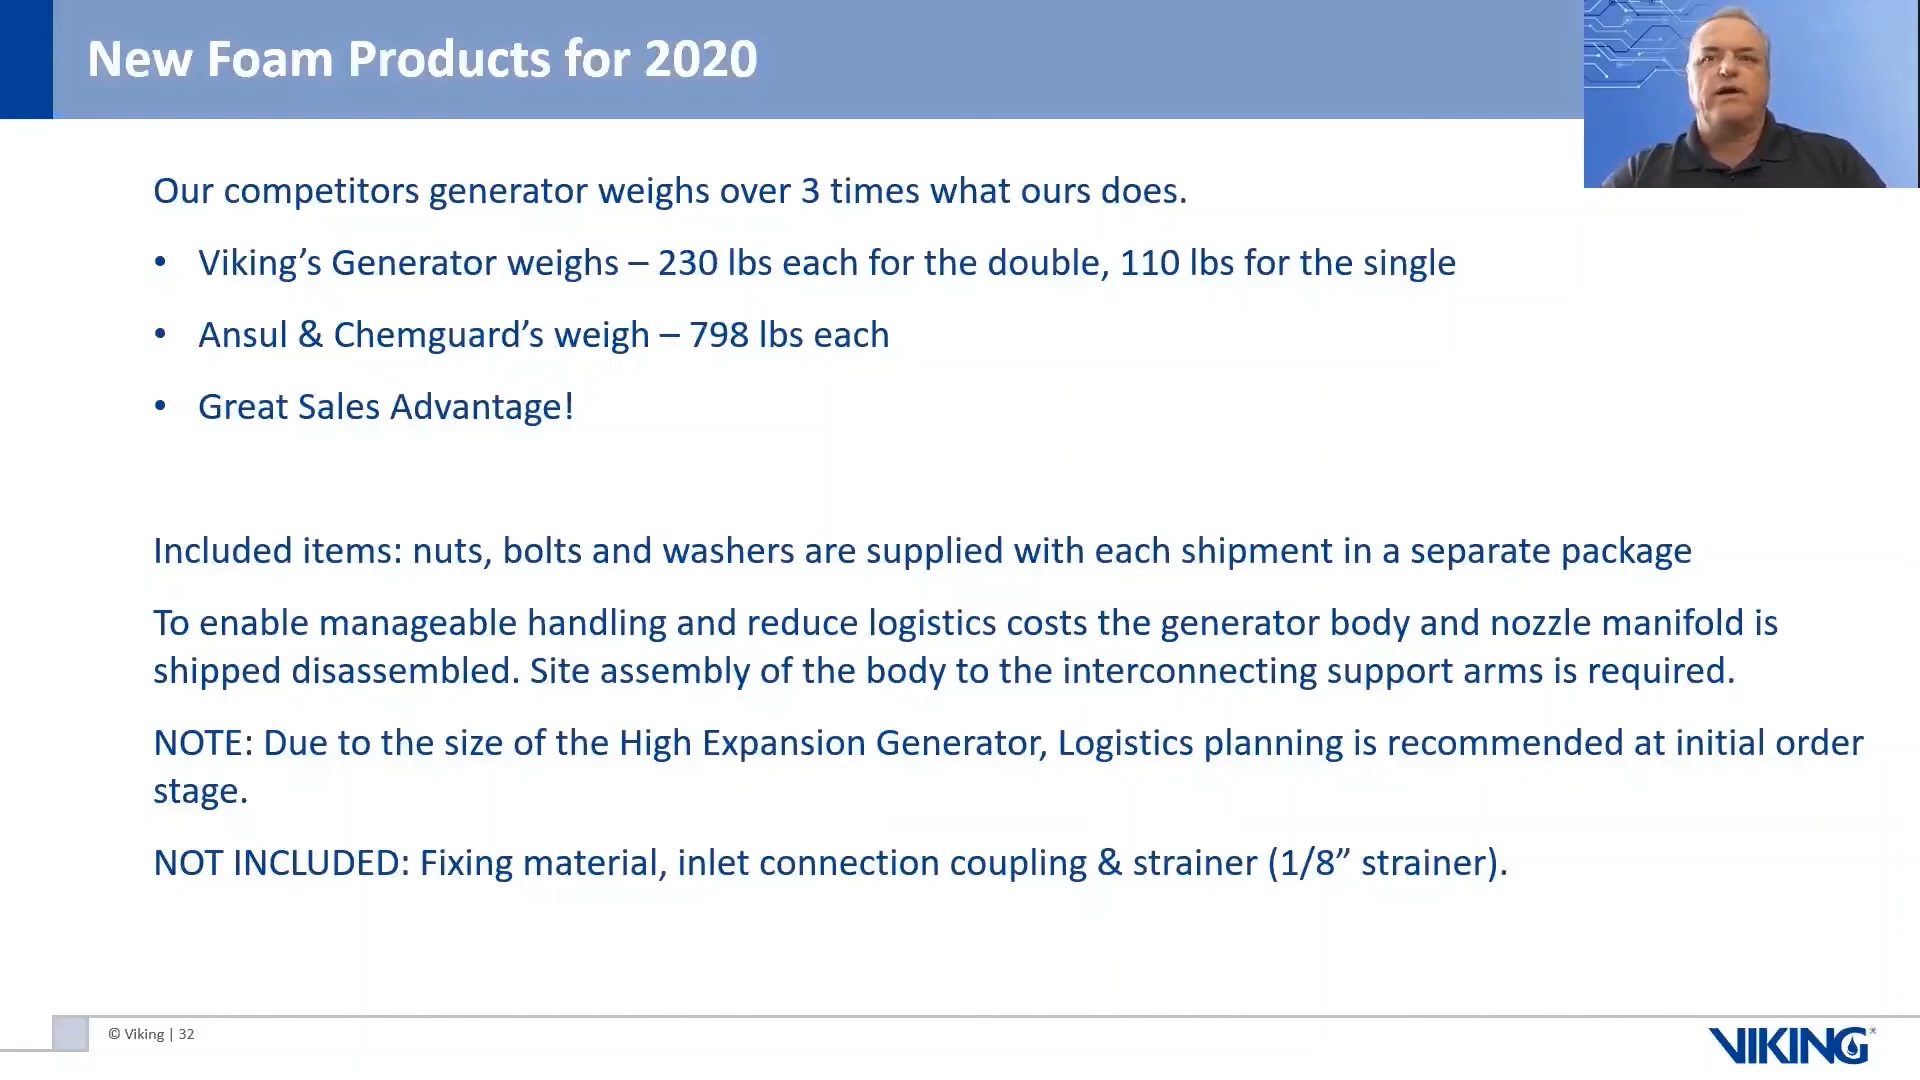 New Foam Products for 2020
Our competitors generator weighs over 3 times what ours does.
• Viking’s Generator weighs – 230 lbs each for the double, 110 lbs for the single
• Ansul & Chemguard’s weigh – 798 lbs each
• Great Sales Advantage!
Included items: nuts, bolts and washers are supplied with each shipment in a separate package
To enable manageable handling and reduce logistics costs the generator body and nozzle manifold is
shipped disassembled. Site assembly of the body to the interconnecting support arms is required.
NOTE: Due to the size of the High Expansion Generator, Logistics planning is recommended at initial order
stage.
NOT INCLUDED: Fixing material, inlet connection coupling & strainer (1/8” strainer).
© Viking | 32
VIKING®